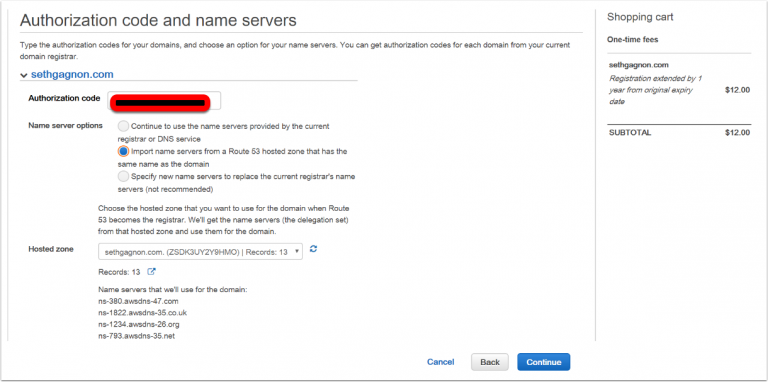 Authorization code and name servers
Type the authorization codes for your domains, and choose an option for your name servers. You can get authorization codes for each domain from your current
domain registrar.
sethgagnon.com
Authorization code
Name server options
Continue to use the name servers provided by the current
registrar or DNS service
Import name servers from a Route 53 hosted zone that has the
same name as the domain
Specify new name servers to replace the current registrar's name
servers (not recommended)
Choose the hosted zone that you want to use for the domain when Route
53 becomes the registrar. We'll get the name servers (the delegation set)
from that hosted zone and use them for the domain.
Hosted zone
sethgagnon.com. (ZSDK3UY2Y9HMO) | Records: 13
Records: 13
Name servers that we'll use for the domain:
ns-380.awsdns-47.com
ns-1822.awsdns-35.co.uk
ns-1234.awsdns-26.org
ns-793.awsdns-35.net
Cancel
Back
Continue
Shopping cart
One-time fees
sethgagnon.com
Registration extended by 1
year from original expiry
date
$12.00
SUBTOTAL
$12.00